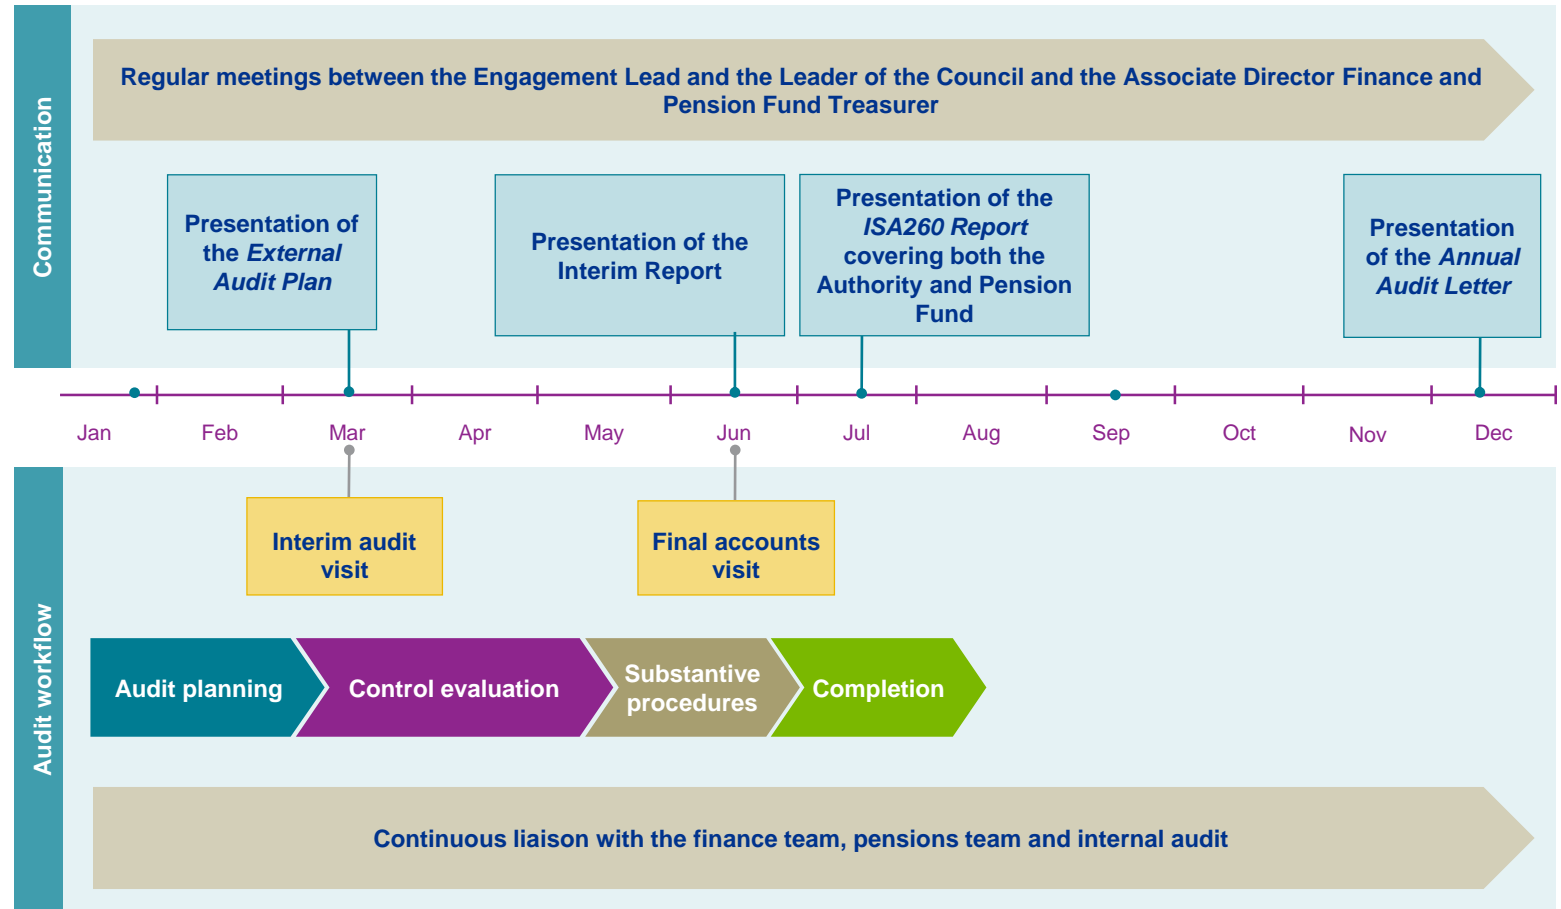 Communication
Regular meetings between the Engagement Lead and the Leader of the Council and the Associate Director Finance and
Pension Fund Treasurer
Presentation of
the External
Audit Plan
Presentation of the
Interim Report
Presentation of the
ISA260 Report
covering both the
Authority and Pension
Fund
Presentation
of the Annual
Audit Letter
Jan Feb Mar Apr May Jun Jul Aug Sep Oct Nov Dec
Audit workflow
Interim audit
visit
Final accounts
visit
Audit planning
Control evaluation
Substantive
procedures
Completion
Continuous liaison with the finance team, pensions team and internal audit